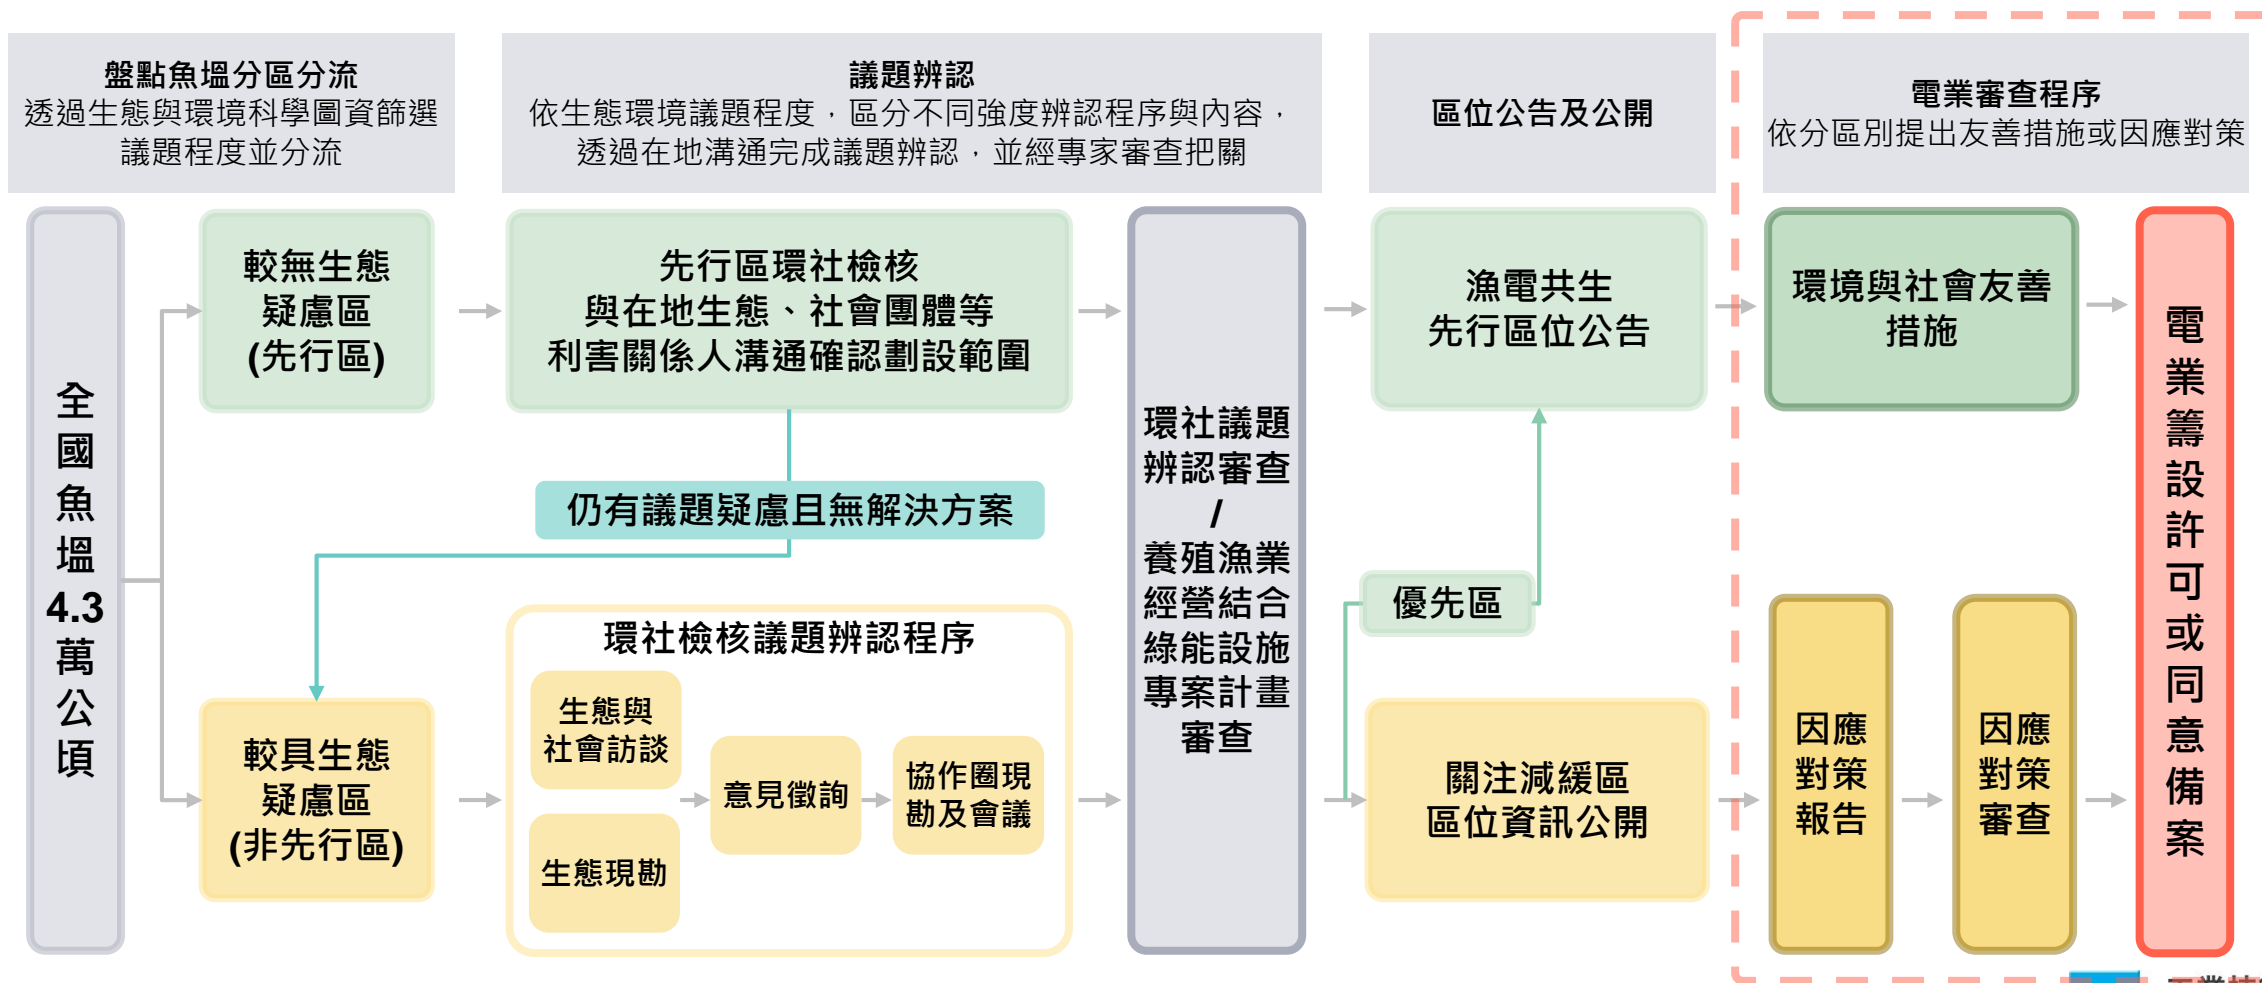 盤點魚塭分區分流
透過生態與環境科學圖資篩選
議題程度並分流
議題辨認
依生態環境議題程度，區分不同強度辨認程序與內容，
透過在地溝通完成議題辨認，並經專家審查把關
區位公告及公開
電業審查程序
依分區別提出友善措施或因應對策
全
國
魚
塭
4.3
萬
公
頃
較無生態
疑慮區
(先行區)
先行區環社檢核
與在地生態、社會團體等
利害關係人溝通確認劃設範圍
仍有議題疑慮且無解決方案
較具生態
疑慮區
(非先行區)
環社檢核議題辨認程序
生態與
社會訪談
生態現勘
意見徵詢
協作圈現
勘及會議
環社議題
辨認審查
/
養殖漁業
經營結合
綠能設施
專案計畫
審查
漁電共生
先行區位公告
優先區
關注減緩區
區位資訊公開
環境與社會友善
措施
因應
對策
報告
因應
對策
審查
電
業
籌
設
許
可
或
同
意
備
案